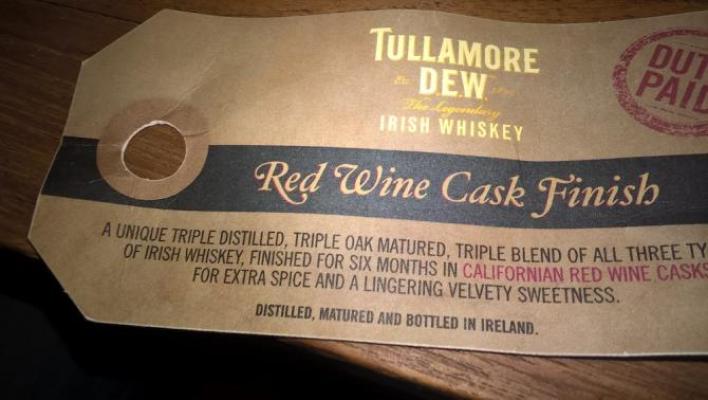 TULLAMORE
D.E.W.
The Legendary
IRISH WHISKEY
DUT
PAID
Red Wine Cask Finish
A UNIQUE TRIPLE DISTILLED, TRIPLE OAK MATURED, TRIPLE BLEND OF ALL THREE TY
OF IRISH WHISKEY, FINISHED FOR SIX MONTHS IN CALIFORNIAN RED WINE CASKS
FOR EXTRA SPICE AND A LINGERING VELVETY SWEETNESS.
DISTILLED, MATURED AND BOTTLED IN IRELAND.